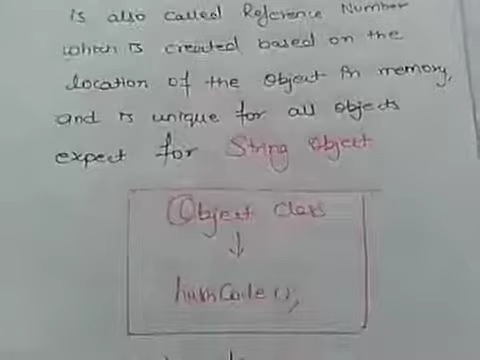 is also called Reference Number
which is created based on the
location of the object in memory,
and is unique for all objects
expect for String object
Object Class
↓
hashCode();